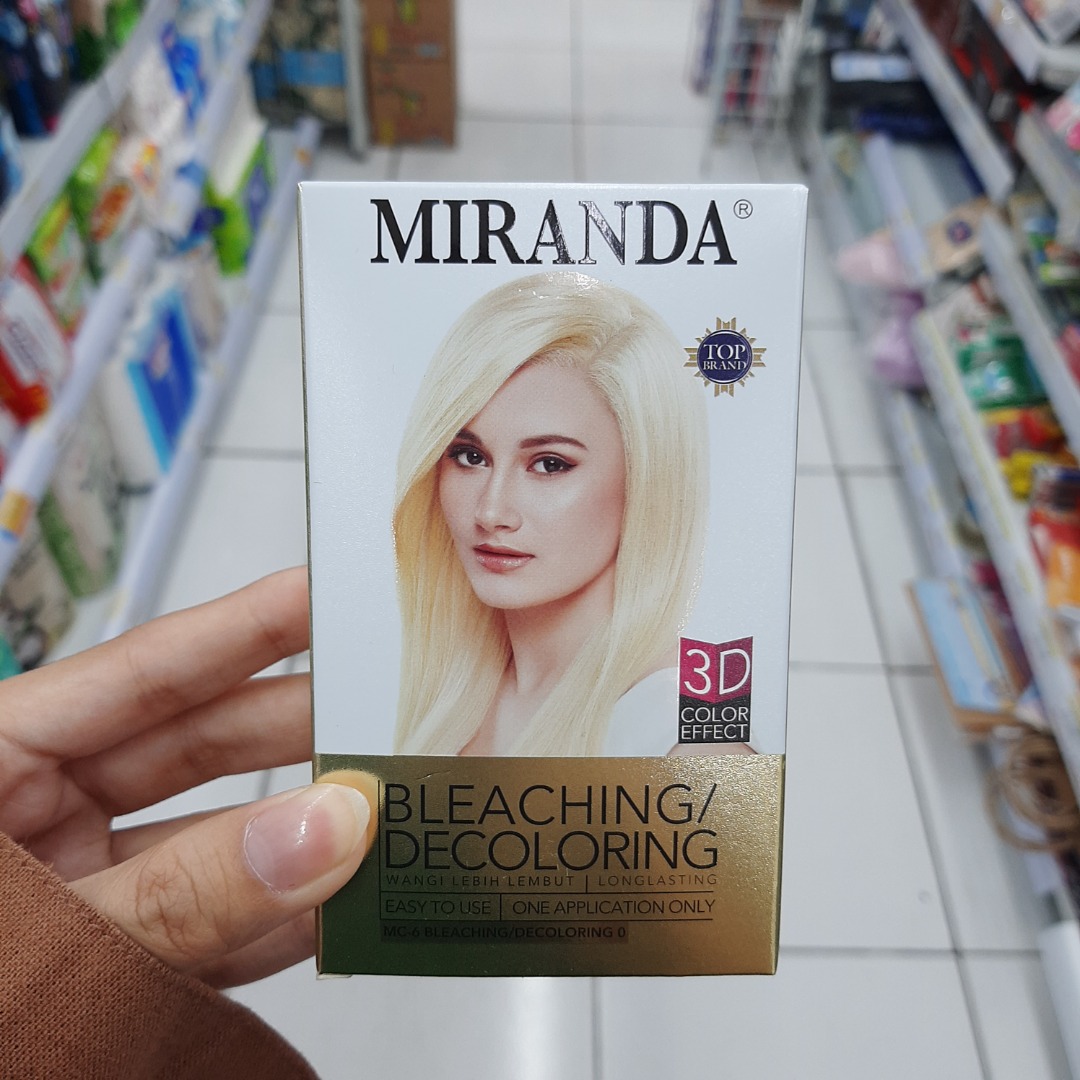 MIRANDA®
TOP
BRAND
3D
COLOR
EFFECT
BLEACHING/
DECOLORING
WANGI LEBIH LEMBUT | LONGLASTING
EASY TO USE | ONE APPLICATION ONLY
MC-6 BLEACHING/DECOLORING 0